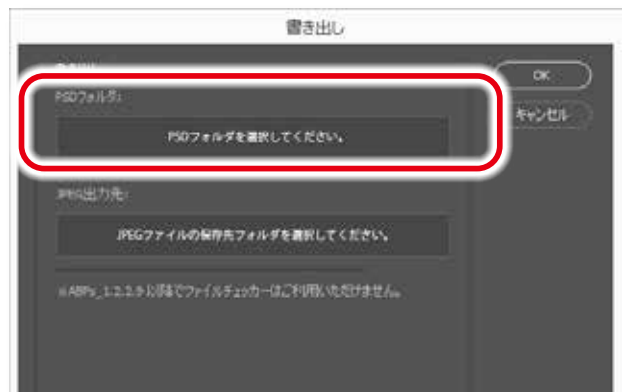 書き出し
PSDフォルダ:
OK
PSDフォルダを選択してください。
キャンセル
JPEG出力先:
JPEGファイルの保存先フォルダを選択してください。
※ABPs_1.2.2.9以降でファイルチェッカーはご利用いただけません。